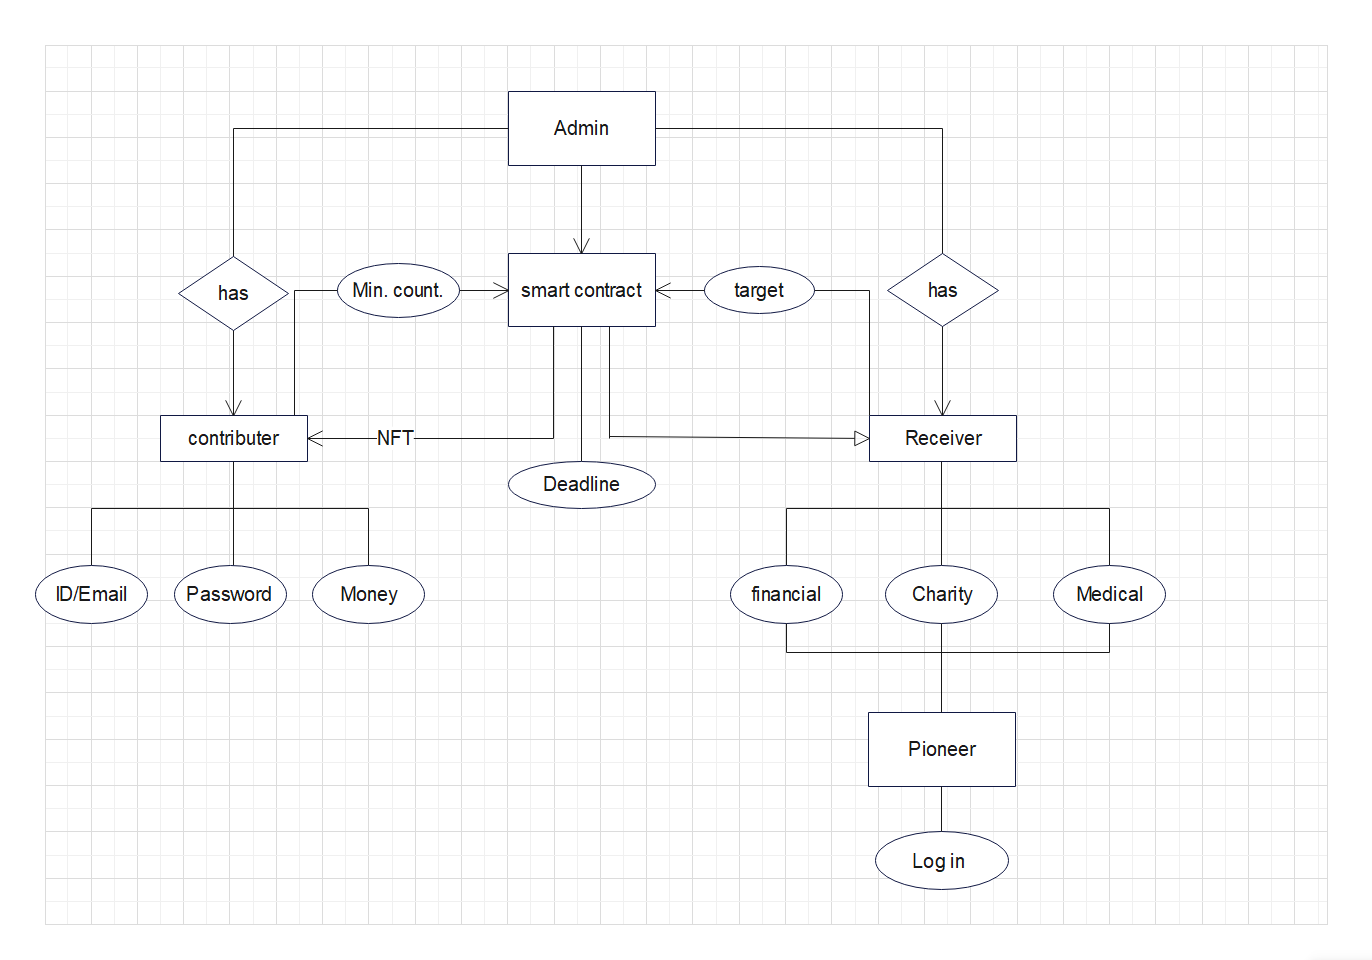 Admin
has
Min. count.
smart contract
target
has
contributer
NFT
Receiver
Deadline
ID/Email
Password
Money
financial
Charity
Medical
Pioneer
Log in